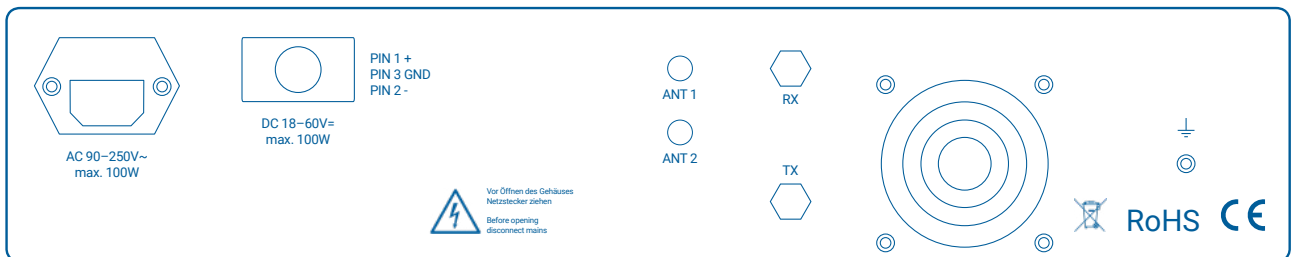 AC 90–250V~
max. 100W
DC 18–60V=
max. 100W
PIN 1 +
PIN 3 GND
PIN 2 -
Vor Öffnen des Gehäuses
Netzstecker ziehen
Before opening
disconnect mains
ANT 1
ANT 2
RX
TX
RoHS CE